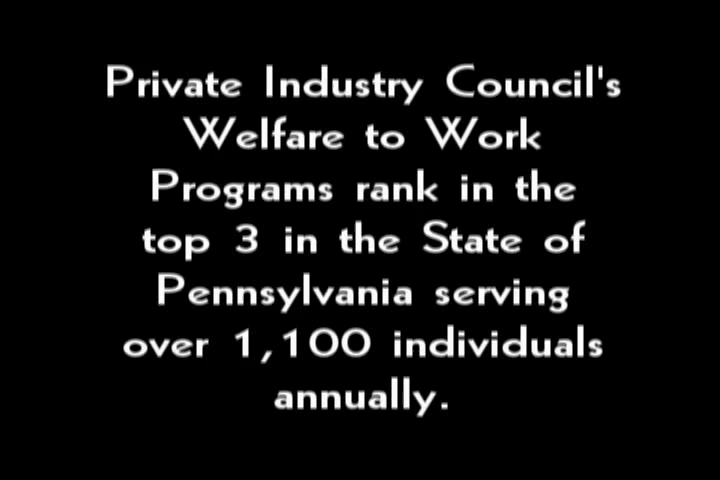 Private Industry Council's
Welfare to Work
Programs rank in the
top 3 in the State of
Pennsylvania serving
over 1,100 individuals
annually.